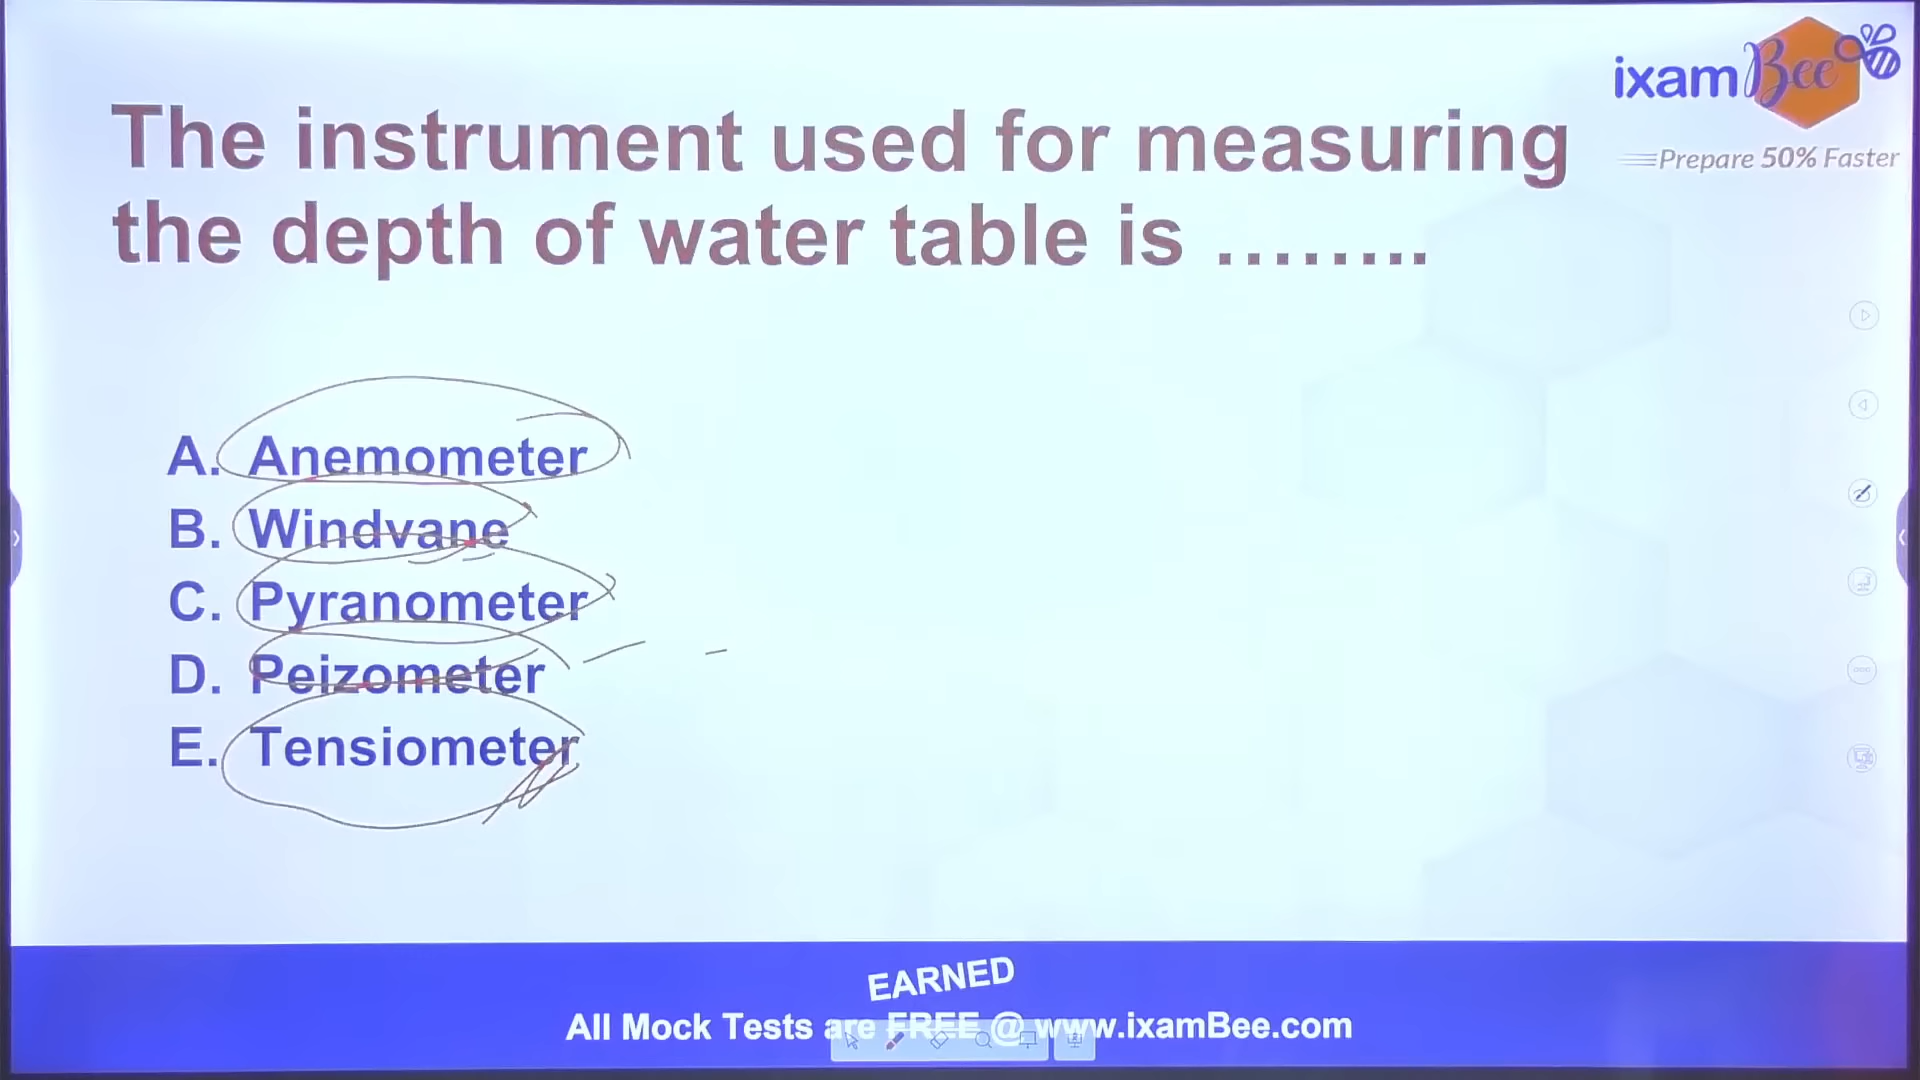 ixamBee
Prepare 50% Faster
The instrument used for measuring
the depth of water table is ........
A. Anemometer
B. Windvane
C. Pyranometer
D. Peizometer
E. Tensiometer
EARNED
All Mock Tests are FREE @ www.ixamBee.com